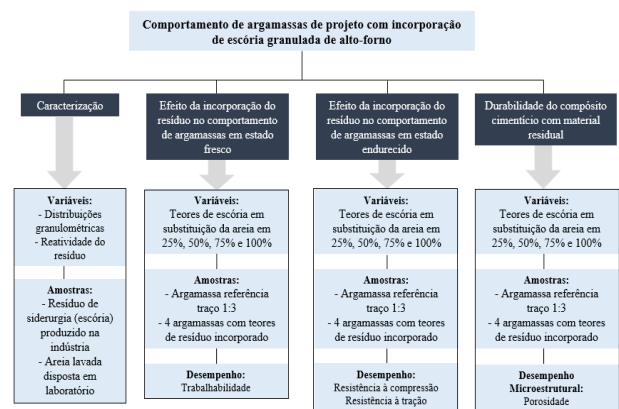 Comportamento de argamassas de projeto com incorporação
de escória granulada de alto-forno
Caracterização
Efeito da incorporação do
resíduo no comportamento
de argamassas em estado
fresco
Efeito da incorporação do
resíduo no comportamento
de argamassas em estado
endurecido
Durabilidade do compósito
cimentício com material
residual
Variáveis:
- Distribuições
granulométricas
- Reatividade do
resíduo
Amostras:
- Resíduo de
siderurgia (escória)
produzido na
indústria
- Areia lavada
disposta em
laboratório
Variáveis:
Teores de escória em
substituição da areia em
25%, 50%, 75% e 100%
Amostras:
- Argamassa referência
traço 1:3
- 4 argamassas com teores
de resíduo incorporado
Desempenho:
Trabalhabilidade
Variáveis:
Teores de escória em
substituição da areia em
25%, 50%, 75% e 100%
Amostras:
- Argamassa referência
traço 1:3
- 4 argamassas com teores
de resíduo incorporado
Desempenho:
Resistência à compressão
Resistência à tração
Variáveis:
Teores de escória em
substituição da areia em
25%, 50%, 75% e 100%
Amostras:
- Argamassa referência
traço 1:3
- 4 argamassas com teores
de resíduo incorporado
Desempenho
Microestrutural:
Porosidade